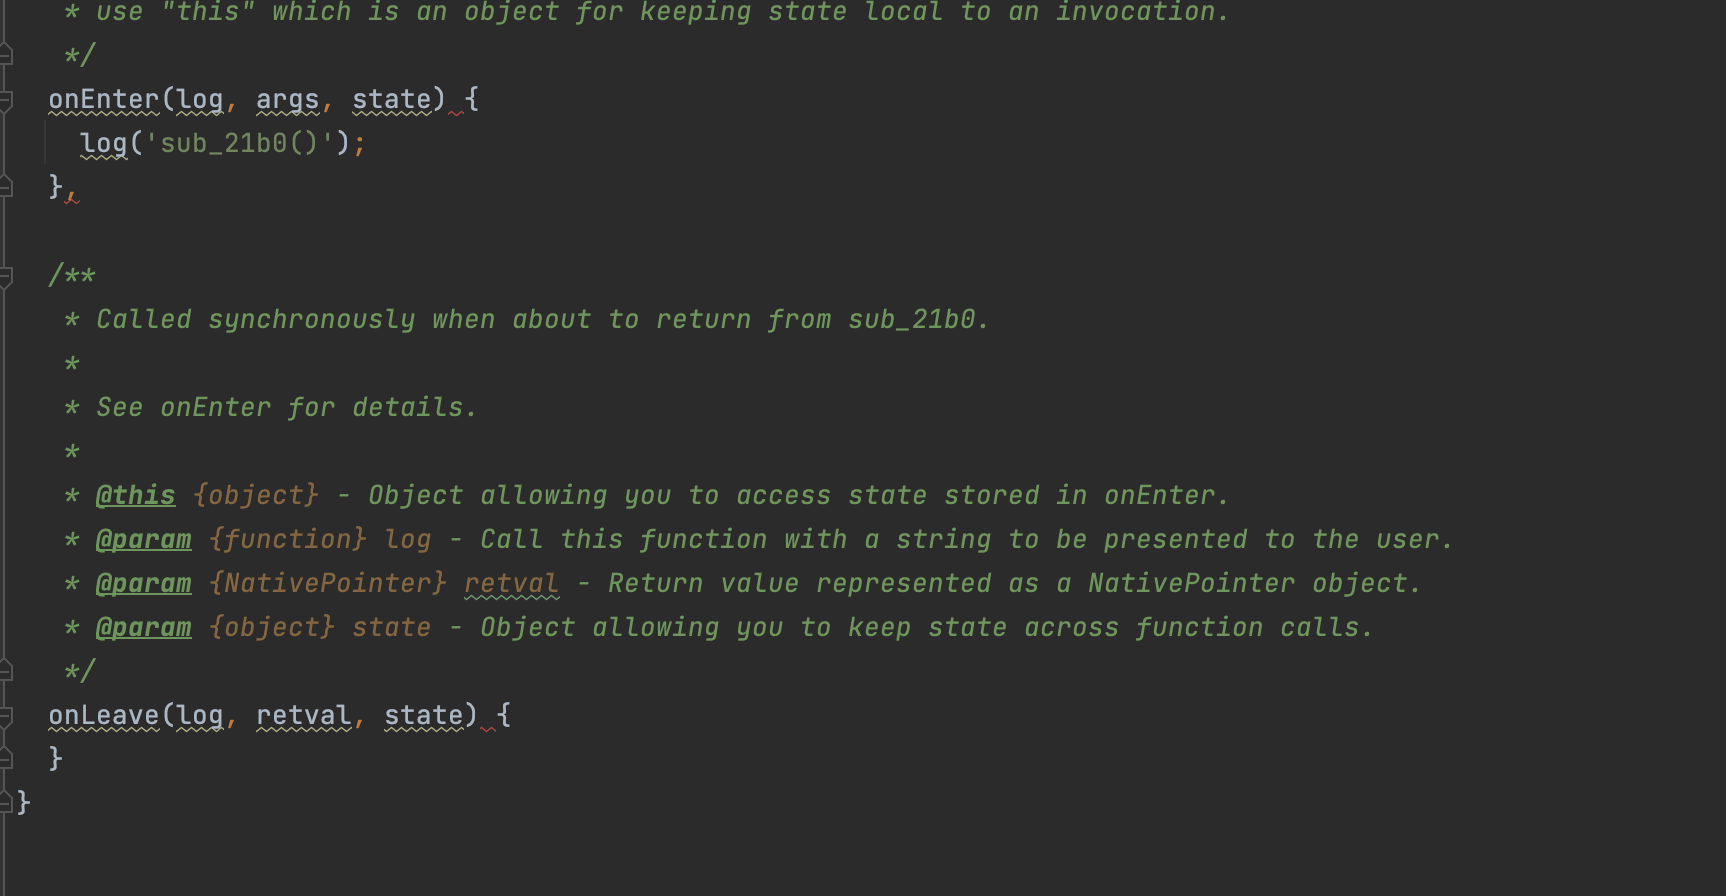 * use "this" which is an object for keeping state local to an invocation.
*/
onEnter(log, args, state) {
log('sub_21b0()');
},
/**
* Called synchronously when about to return from sub_21b0.
*
* See onEnter for details.
*
* @this {object} - Object allowing you to access state stored in onEnter.
* @param {function} log - Call this function with a string to be presented to the user.
* @param {NativePointer} retval - Return value represented as a NativePointer object.
* @param {object} state - Object allowing you to keep state across function calls.
*/
onLeave(log, retval, state) {
}
}